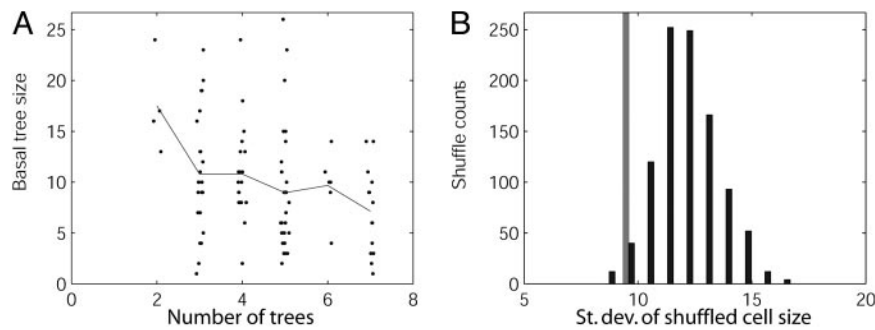 A
Basal tree size
25
20
15
10
5
0
0 2 4 6 8
Number of trees
B
Shuffle counts
250
200
150
100
50
0
5 10 15 20
St. dev. of shuffled cell size